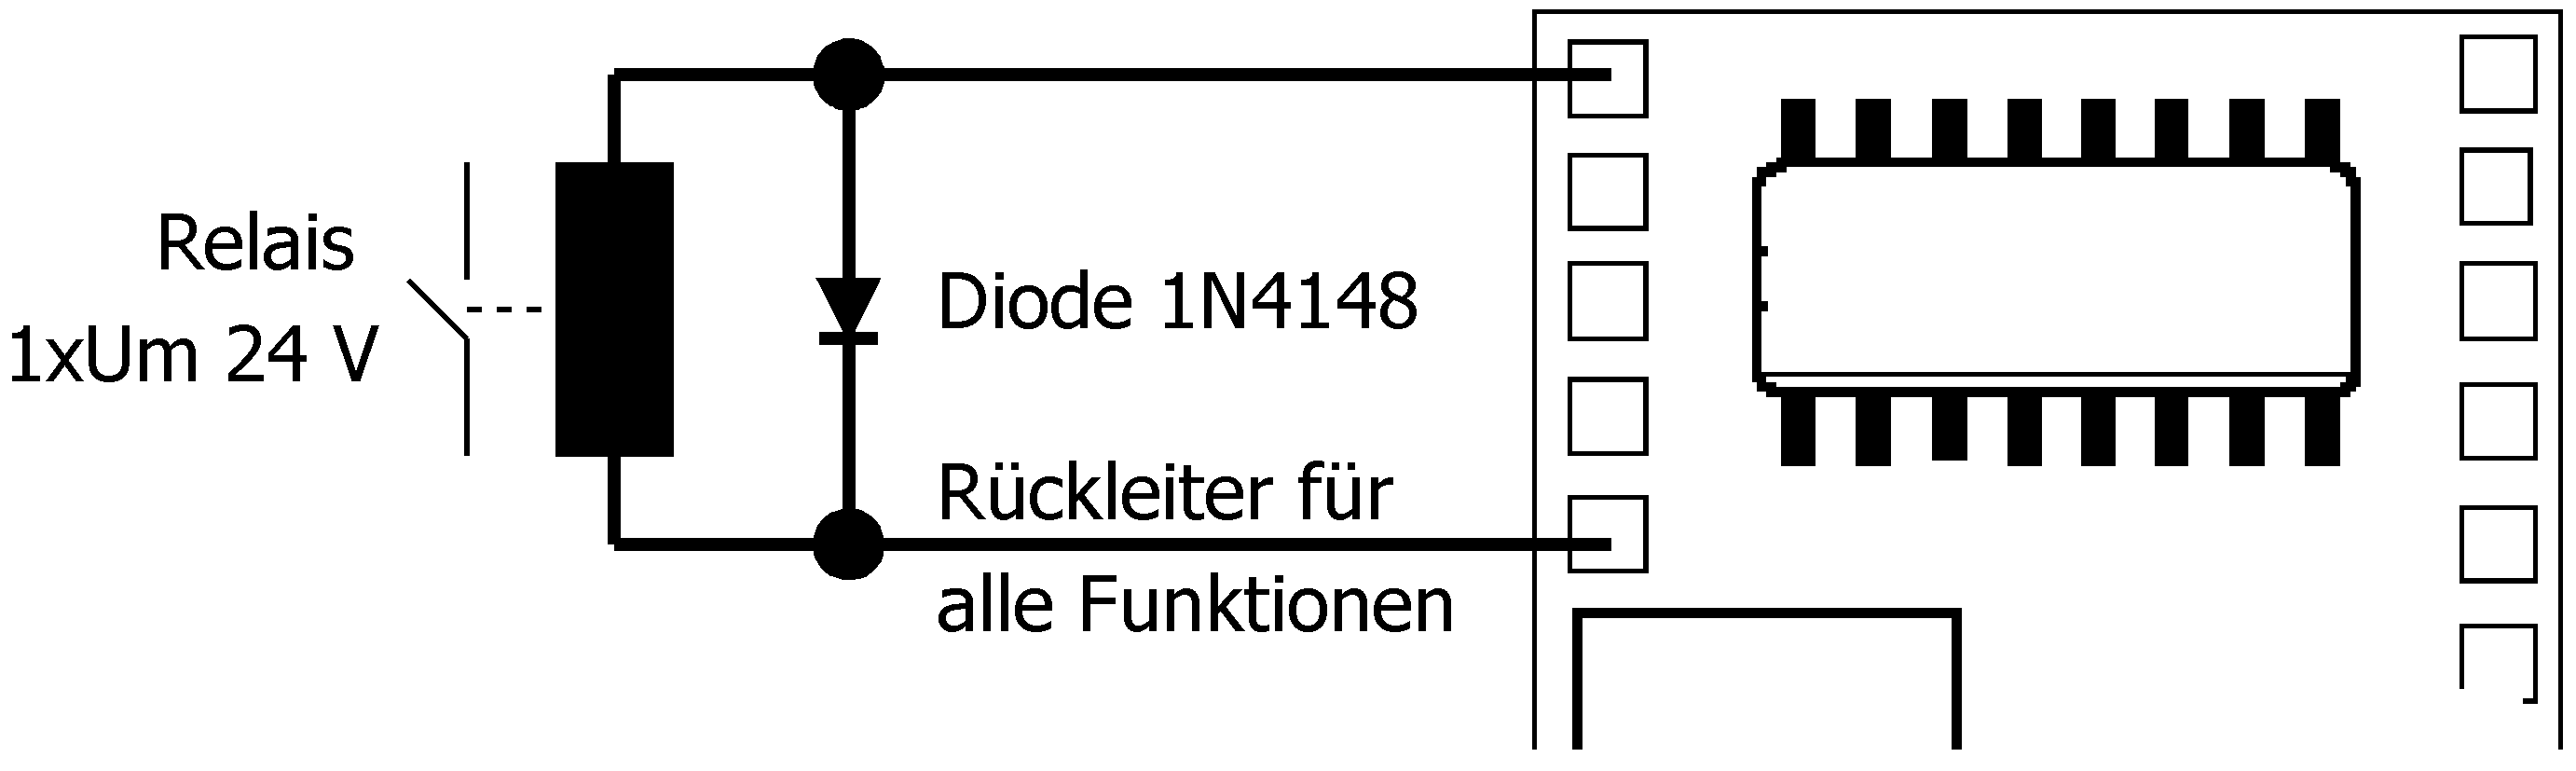 Relais
1xUm 24 V
Diode 1N4148
Rückleiter für
alle Funktionen